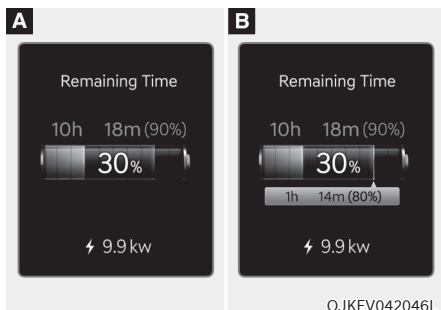 A
Remaining Time
10h 18m (90%)
30%
9.9 kw
B
Remaining Time
10h 18m (90%)
30%
1h 14m (80%)
9.9 kw
OJKEV042046L